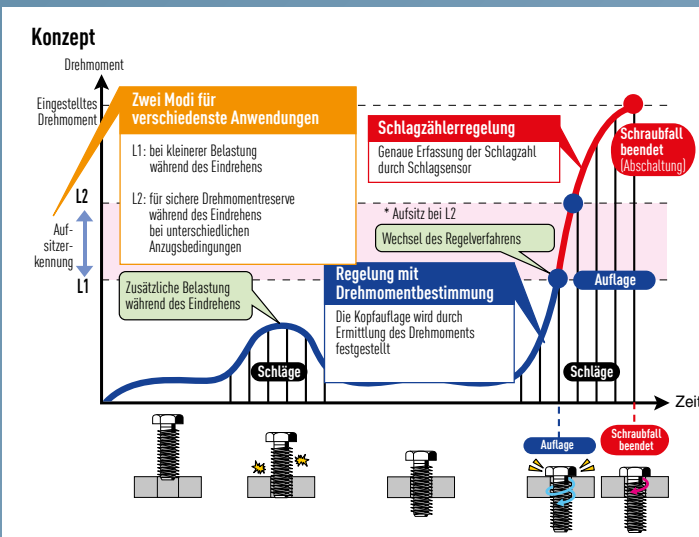 Konzept
Drehmoment
Eingestelltes
Drehmoment
Zwei Modi für
verschiedenste Anwendungen
L1: bei kleinerer Belastung
während des Eindrehens
L2: für sichere Drehmomentreserve
während des Eindrehens
bei unterschiedlichen
Anzugsbedingungen
Schlagzählerregelung
Genaue Erfassung der Schlagzahl
durch Schlagsensor
Schraubfall
beendet
(Abschaltung)
L2
Auf-
sitzer-
kennung
L1
* Aufsitz bei L2
Wechsel des Regelverfahrens
Zusätzliche Belastung
während des Eindrehens
Regelung mit
Drehmomentbestimmung
Die Kopfauflage wird durch
Ermittlung des Drehmoments
festgestellt
Auflage
Schläge
Schläge
Zeit
Auflage
Schraubfall
beendet